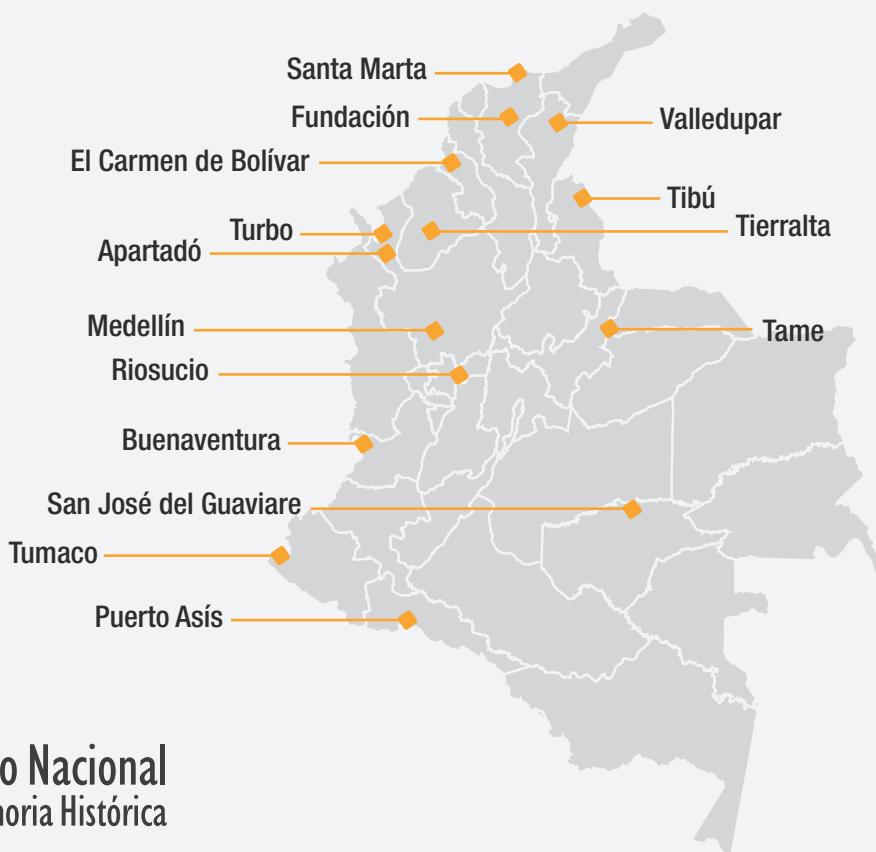 Santa Marta
Fundación
Valledupar
El Carmen de Bolívar
Tibú
Turbo
Tierralta
Apartadó
Medellín
Tame
Riosucio
Buenaventura
San José del Guaviare
Tumaco
Puerto Asís
Nacional
Histórica